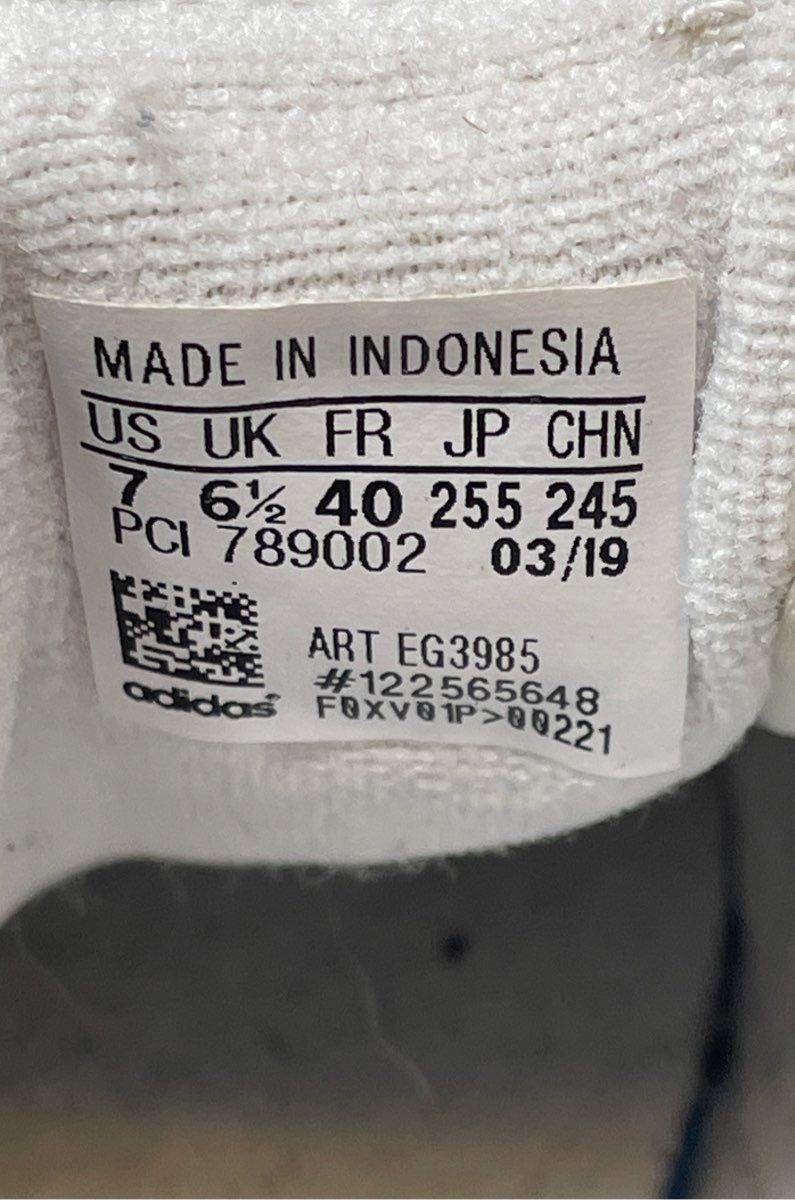 MADE IN INDONESIA
US UK FR JP CHN
7 6½ 40 255 245
PCI 789002 03/19
ART EG3985
#122565648
adidas F0XV01P>00221